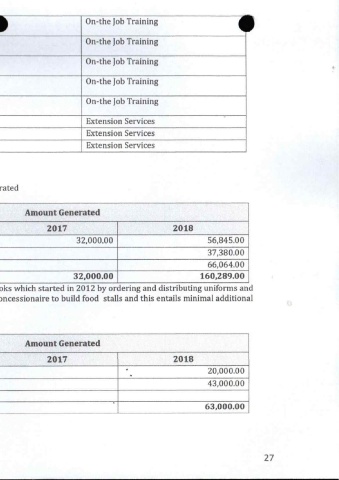 On-the Job Training
On-the Job Training
On-the Job Training
On-the Job Training
On-the Job Training
Extension Services
Extension Services
Extension Services
rated
Amount Generated
2017 2018
32,000.00 56,845.00
37,380.00
66,064.00
32,000.00 160,289.00
oks which started in 2012 by ordering and distributing uniforms and
oncessionaire to build food stalls and this entails minimal additional
Amount Generated
2017 2018
20,000.00
43,000.00
63,000.00
27